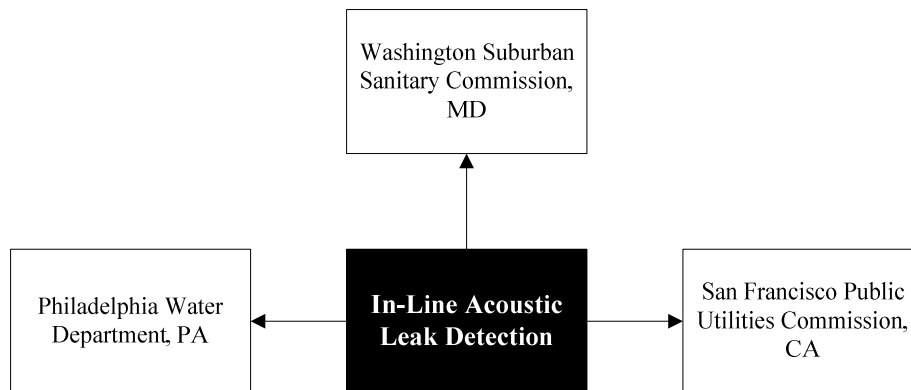 Washington Suburban
Sanitary Commission,
MD
Philadelphia Water
Department, PA
In-Line Acoustic
Leak Detection
San Francisco Public
Utilities Commission,
CA